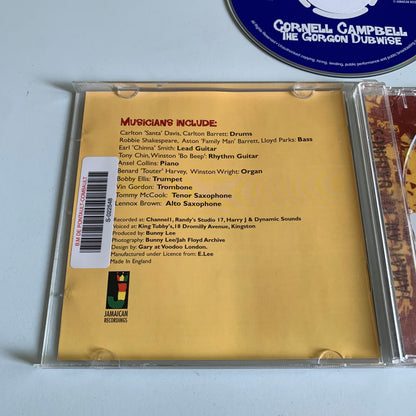 CORNELL CAMPBELL
THE GORGON DUBWISE
MUSICIANS INCLUDE:
Carlton 'Santa' Davis, Carlton Barrett: Drums
Robbie Shakespeare, Aston 'Family Man' Barrett, Lloyd Parks: Bass
Earl 'Chinna' Smith: Lead Guitar
Tony Chin, Winston 'Bo Beep': Rhythm Guitar
Ansel Collins: Piano
Benard 'Touter' Harvey, Winston Wright: Organ
Bobby Ellis: Trumpet
Vin Gordon: Trombone
Tommy McCook: Tenor Saxophone
Lennox Brown: Alto Saxophone
Recorded at: Channel1, Randy's Studio 17, Harry J & Dynamic Sounds
Voiced at: King Tubby's,18 Dromilly Avenue, Kingston
Produced by: Bunny Lee
Photography: Bunny Lee/Jah Floyd Archive
Design by: Gary at Voodoo London.
Manufactured under Licence from: E.Lee
Made In England
JAMAICAN
RECORDINGS
S-022548